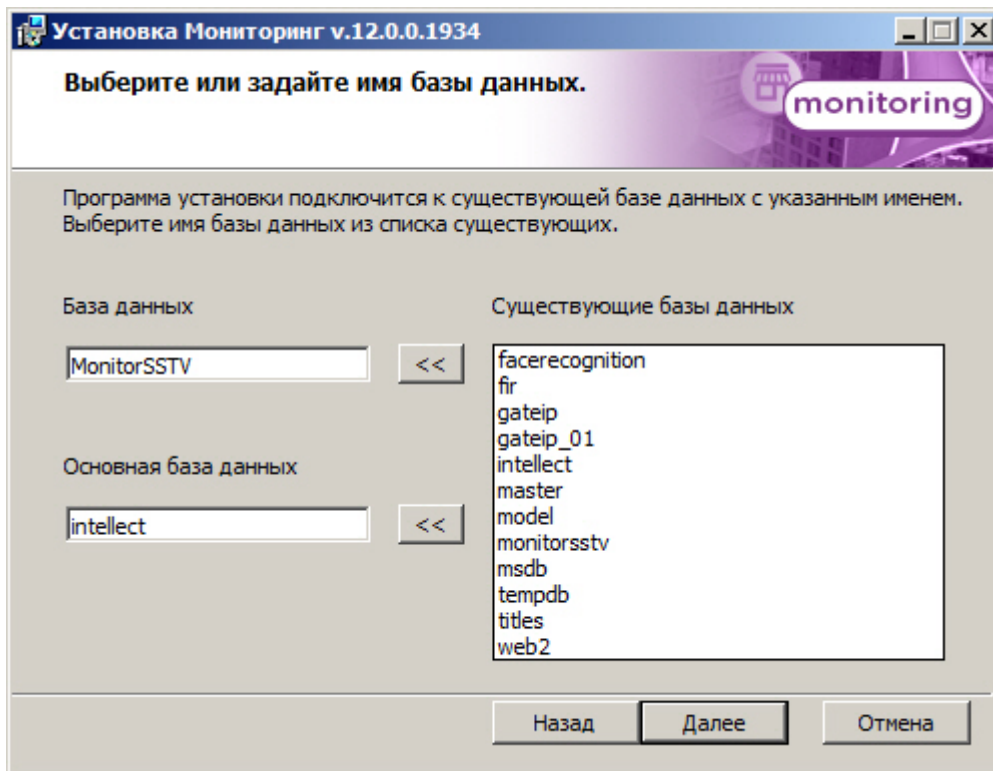 Установка Мониторинг v.12.0.0.1934
Выберите или задайте имя базы данных.
monitoring
Программа установки подключится к существующей базе данных с указанным именем.
Выберите имя базы данных из списка существующих.
База данных
MonitorSSTV
<<
Основная база данных
intellect
<<
Существующие базы данных
facerecognition
fir
gateip
gateip_01
intellect
master
model
monitorsstv
msdb
tempdb
titles
web2
Назад
Далее
Отмена